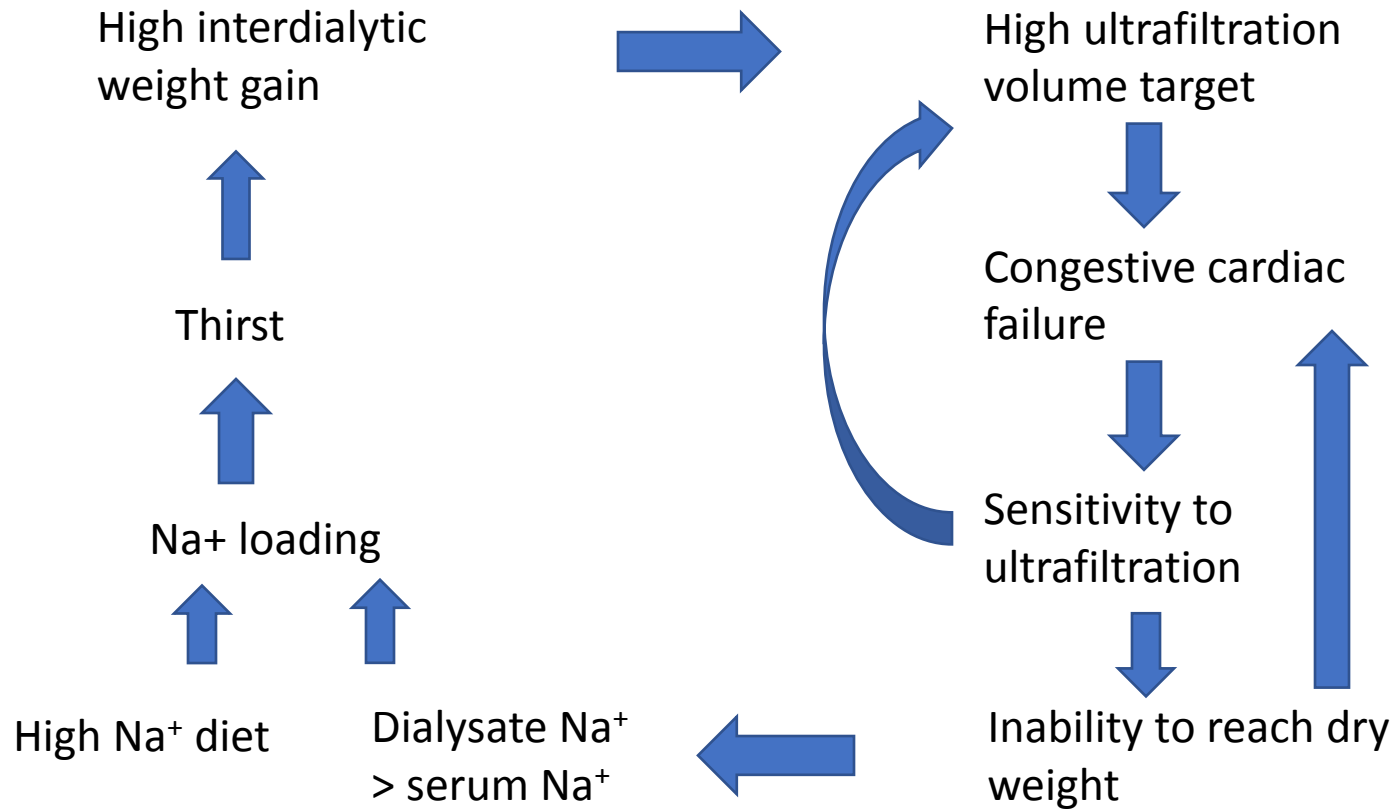 High interdialytic
weight gain
High ultrafiltration
volume target
Congestive cardiac
failure
Thirst
Sensitivity to
ultrafiltration
Na+ loading
High Na⁺ diet
Dialysate Na⁺
> serum Na⁺
Inability to reach dry
weight